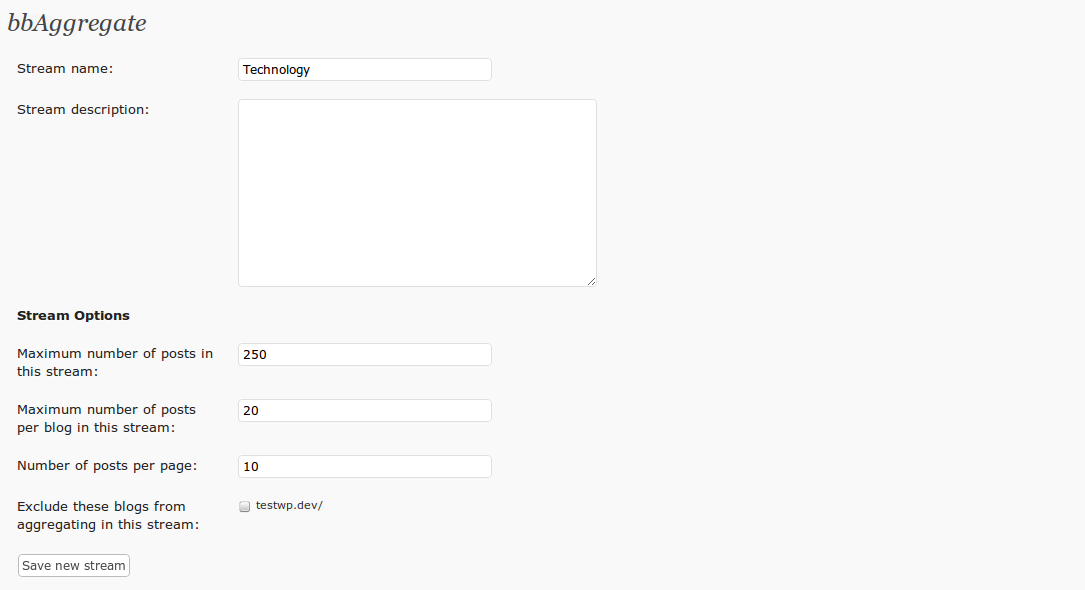 bbAggregate
Stream name:
Technology
Stream description:
Stream Options
Maximum number of posts in
this stream:
250
Maximum number of posts
per blog in this stream:
20
Number of posts per page:
10
Exclude these blogs from
aggregating in this stream:
testwp.dev/
Save new stream